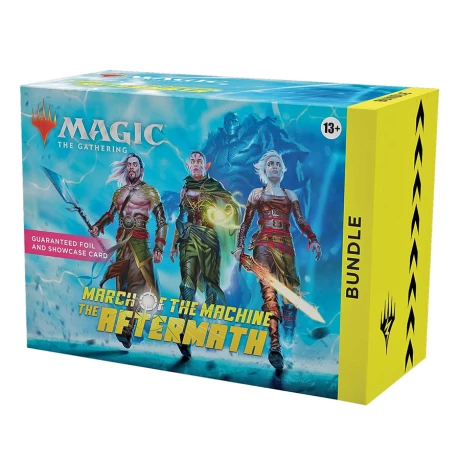 MAGIC
THE GATHERING
13+
GUARANTEED FOIL
AND SHOWCASE CARD
MARCH OF THE MACHINE
THE AFTERMATH
BUNDLE